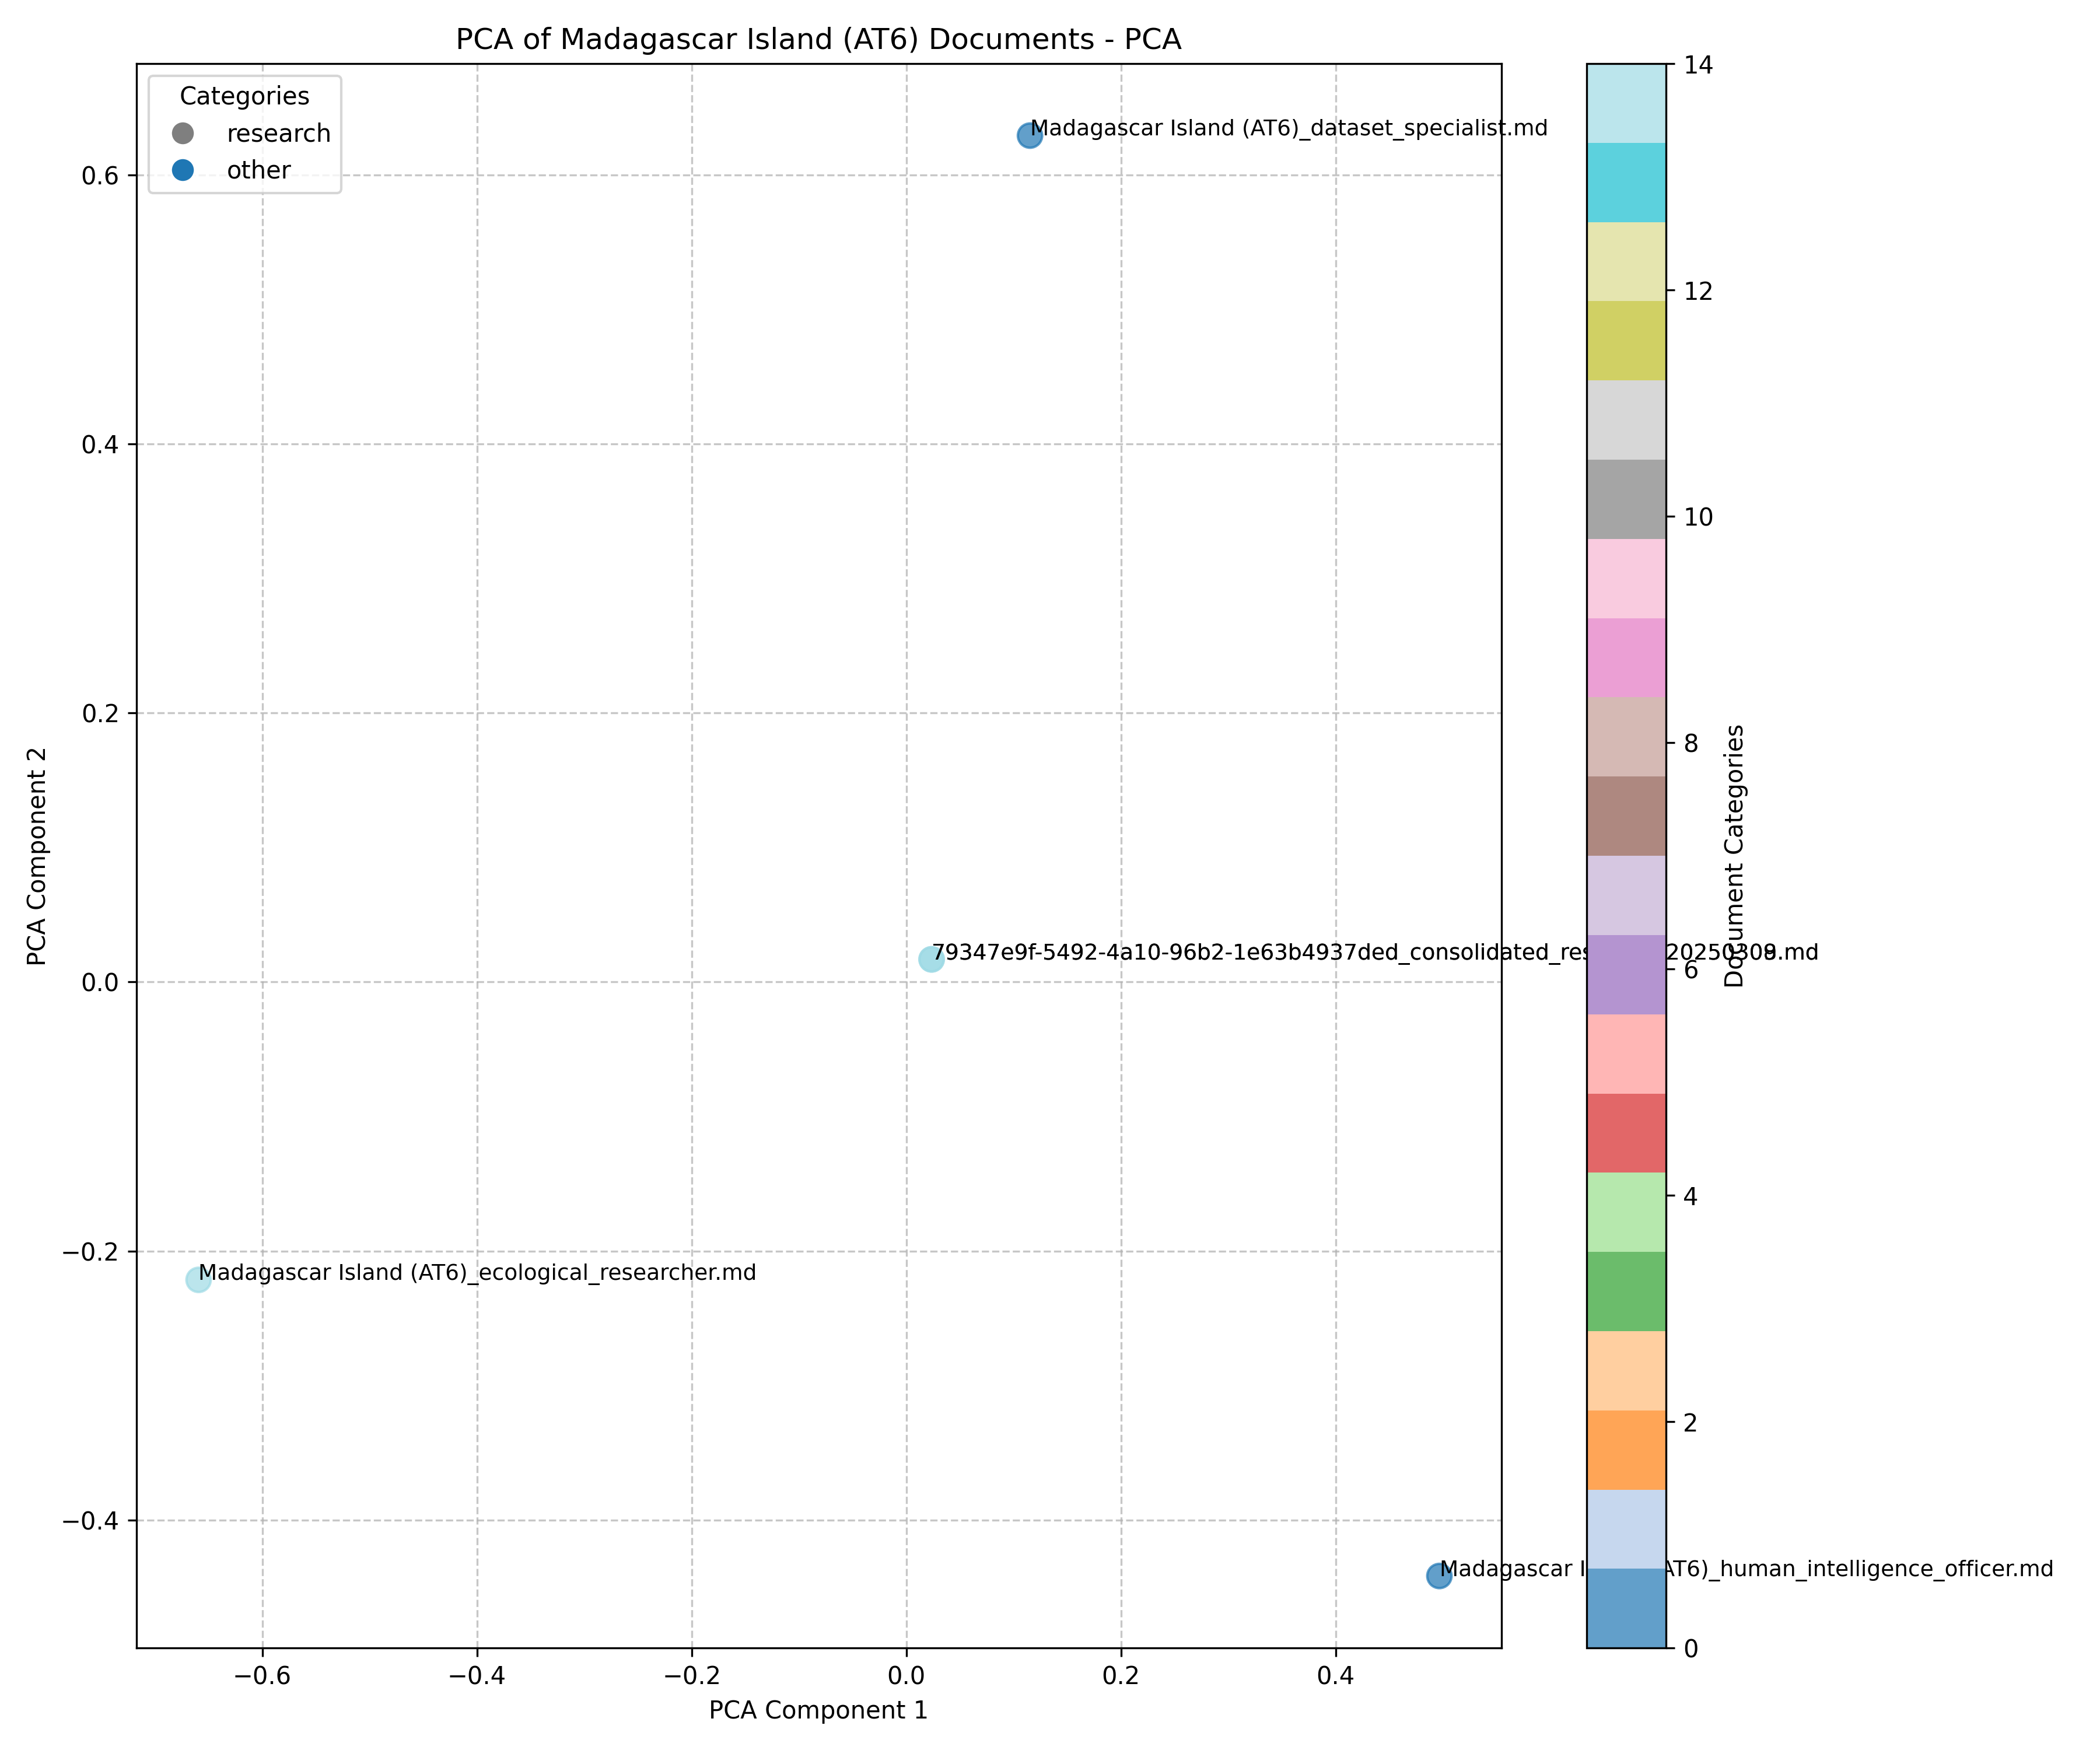 PCA of Madagascar Island (AT6) Documents - PCA
Categories
research
other
Madagascar Island (AT6)_dataset_specialist.md
79347e9f-5492-4a10-96b2-1e63b4937ded_consolidated_res
.md
Madagascar Island (AT6)_ecological_researcher.md
Madagascar I AT6)_human_intelligence_officer.md
0.6
0.4
0.2
0.0
−0.2
−0.4
PCA Component 2
−0.6
−0.4
−0.2
0.0
0.2
0.4
PCA Component 1
14
12
10
8
6
4
2
0
Document Categories